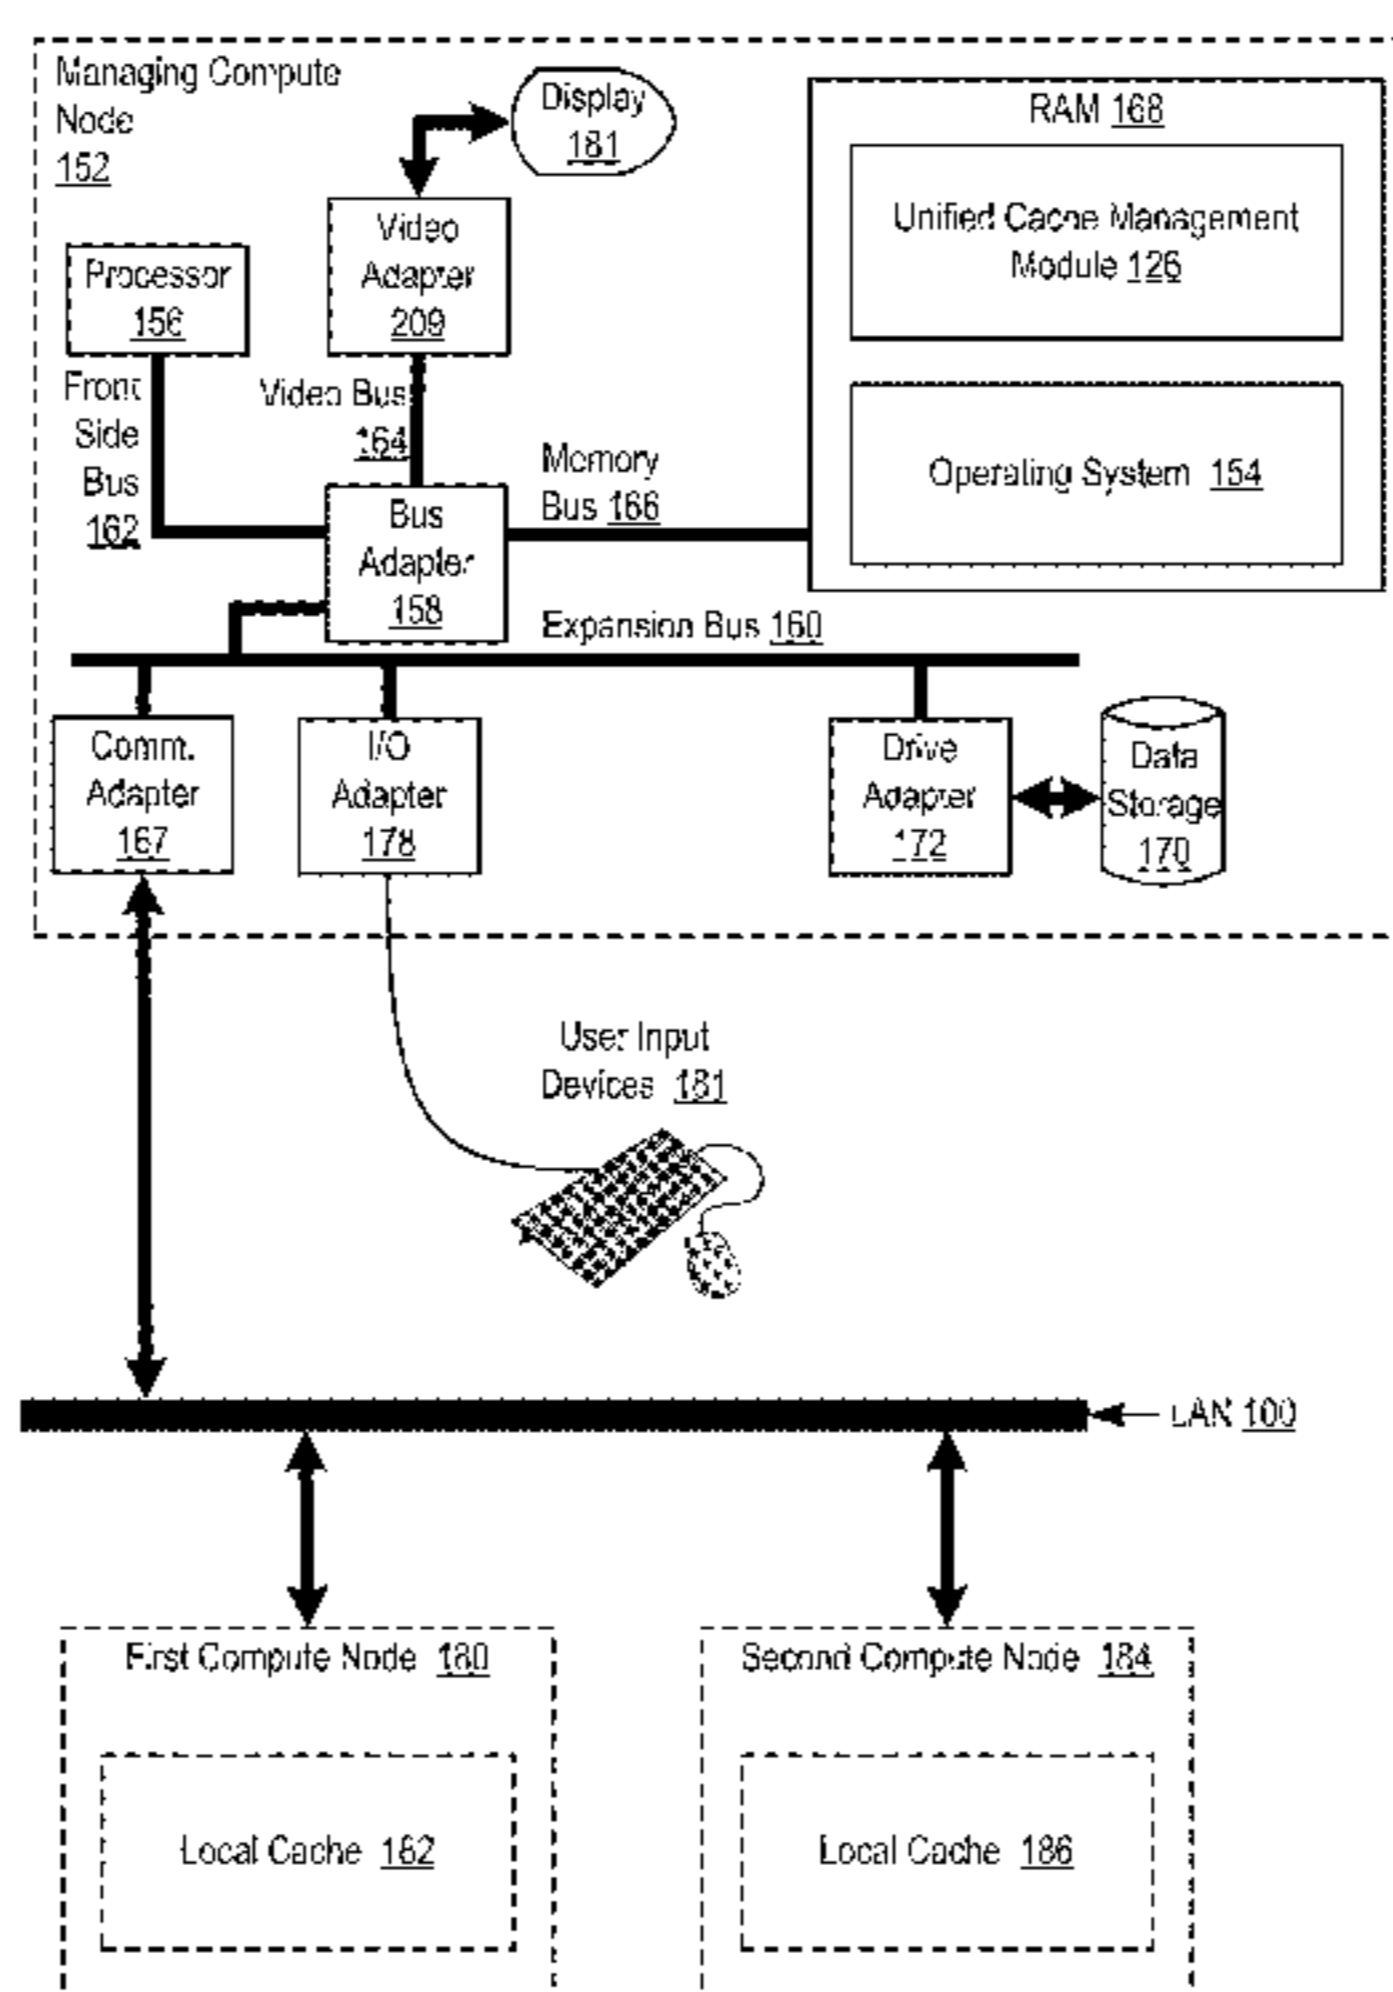 Managing Compute
Node
152
Display
181
RAM 168
Unified Cache Management
Module 126
Operating System 154
Video
Adapter
209
Processor
156
Front
Side
Bus
162
Video Bus
164
Memory
Bus 166
Bus
Adapter
158
Expansion Bus 160
Comm.
Adapter
167
I/O
Adapter
178
Drive
Adapter
172
Data
Storage
170
User Input
Devices 181
LAN 100
First Compute Node 180
Second Compute Node 184
Local Cache 182
Local Cache 186